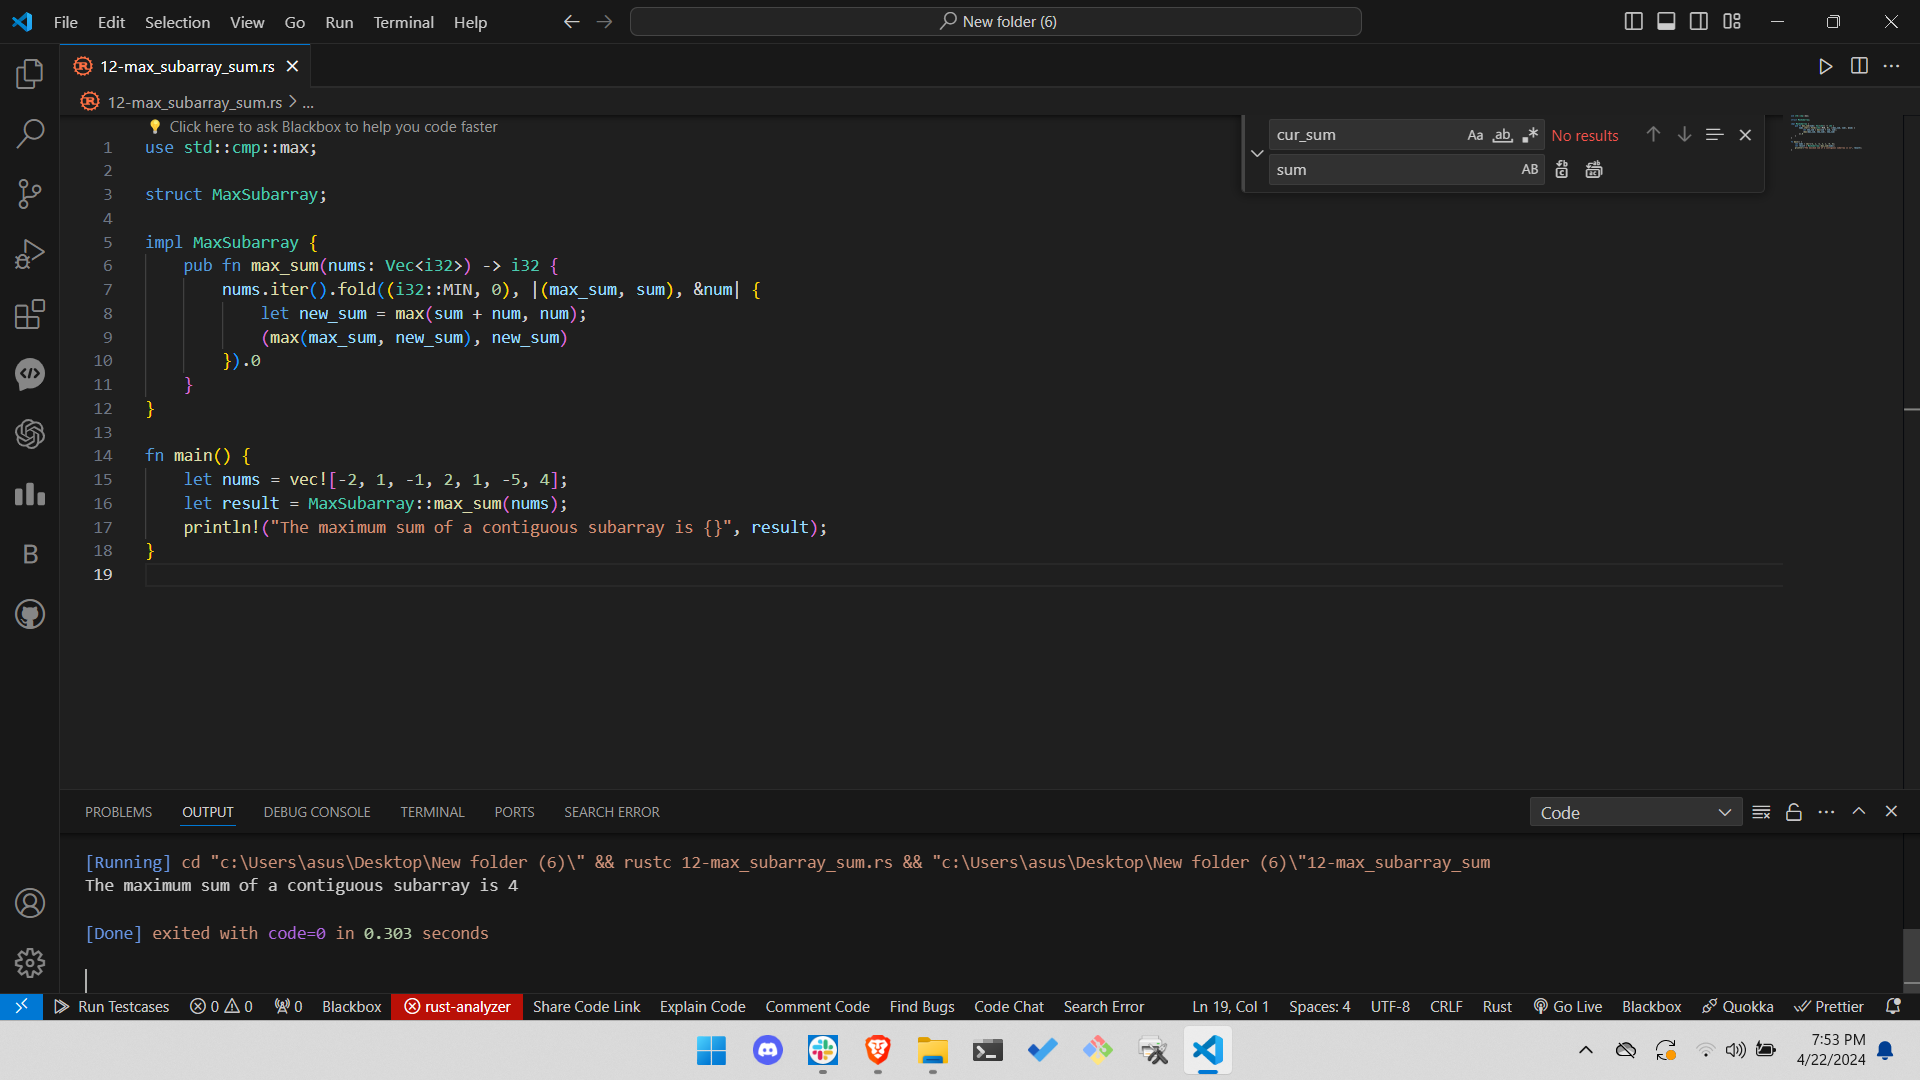 File Edit Selection View Go Run Terminal Help
New folder (6)
12-max_subarray_sum.rs
12-max_subarray_sum.rs > ...
Click here to ask Blackbox to help you code faster
cur_sum Aa ab No results
sum AB
1 use std::cmp::max;
2
3 struct MaxSubarray;
4
5 impl MaxSubarray {
6 pub fn max_sum(nums: Vec<i32>) -> i32 {
7 nums.iter().fold((i32::MIN, 0), |(max_sum, sum), &num| {
8 let new_sum = max(sum + num, num);
9 (max(max_sum, new_sum), new_sum)
10 }).0
11 }
12 }
13
14 fn main() {
15 let nums = vec![-2, 1, -1, 2, 1, -5, 4];
16 let result = MaxSubarray::max_sum(nums);
17 println!("The maximum sum of a contiguous subarray is {}", result);
18 }
19
B
PROBLEMS OUTPUT DEBUG CONSOLE TERMINAL PORTS SEARCH ERROR
Code
[Running] cd "c:\Users\asus\Desktop\New folder (6)\" && rustc 12-max_subarray_sum.rs && "c:\Users\asus\Desktop\New folder (6)\"12-max_subarray_sum
The maximum sum of a contiguous subarray is 4
[Done] exited with code=0 in 0.303 seconds
Run Testcases 0 0 0 Blackbox rust-analyzer Share Code Link Explain Code Comment Code Find Bugs Code Chat Search Error Ln 19, Col 1 Spaces: 4 UTF-8 CRLF Rust Go Live Blackbox Quokka Prettier
7:53 PM
4/22/2024